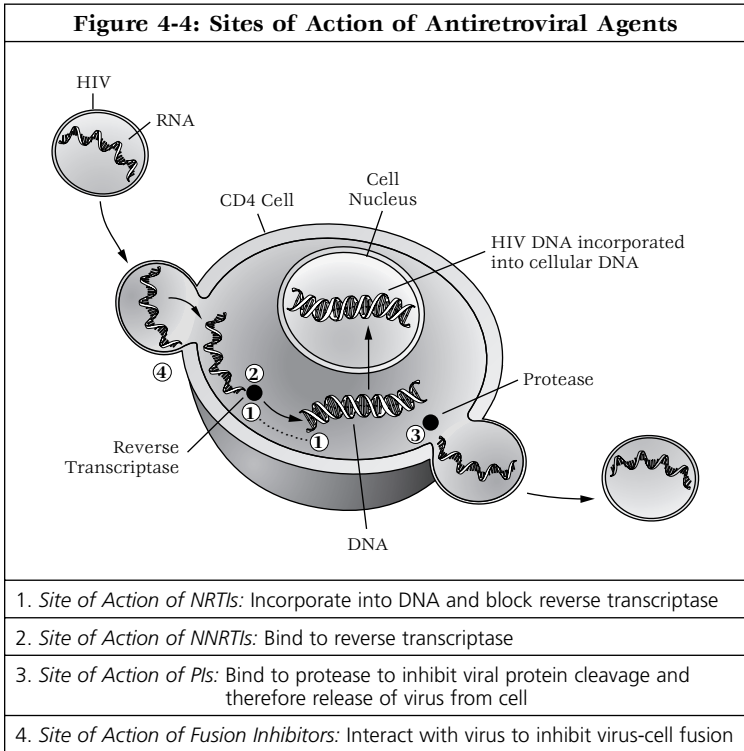 Figure 4-4: Sites of Action of Antiretroviral Agents
HIV
RNA
CD4 Cell
Cell
Nucleus
HIV DNA incorporated
into cellular DNA
4
2
1
1
Protease
3
Reverse
Transcriptase
DNA
1. Site of Action of NRTIs: Incorporate into DNA and block reverse transcriptase
2. Site of Action of NNRTIs: Bind to reverse transcriptase
3. Site of Action of PIs: Bind to protease to inhibit viral protein cleavage and
therefore release of virus from cell
4. Site of Action of Fusion Inhibitors: Interact with virus to inhibit virus-cell fusion